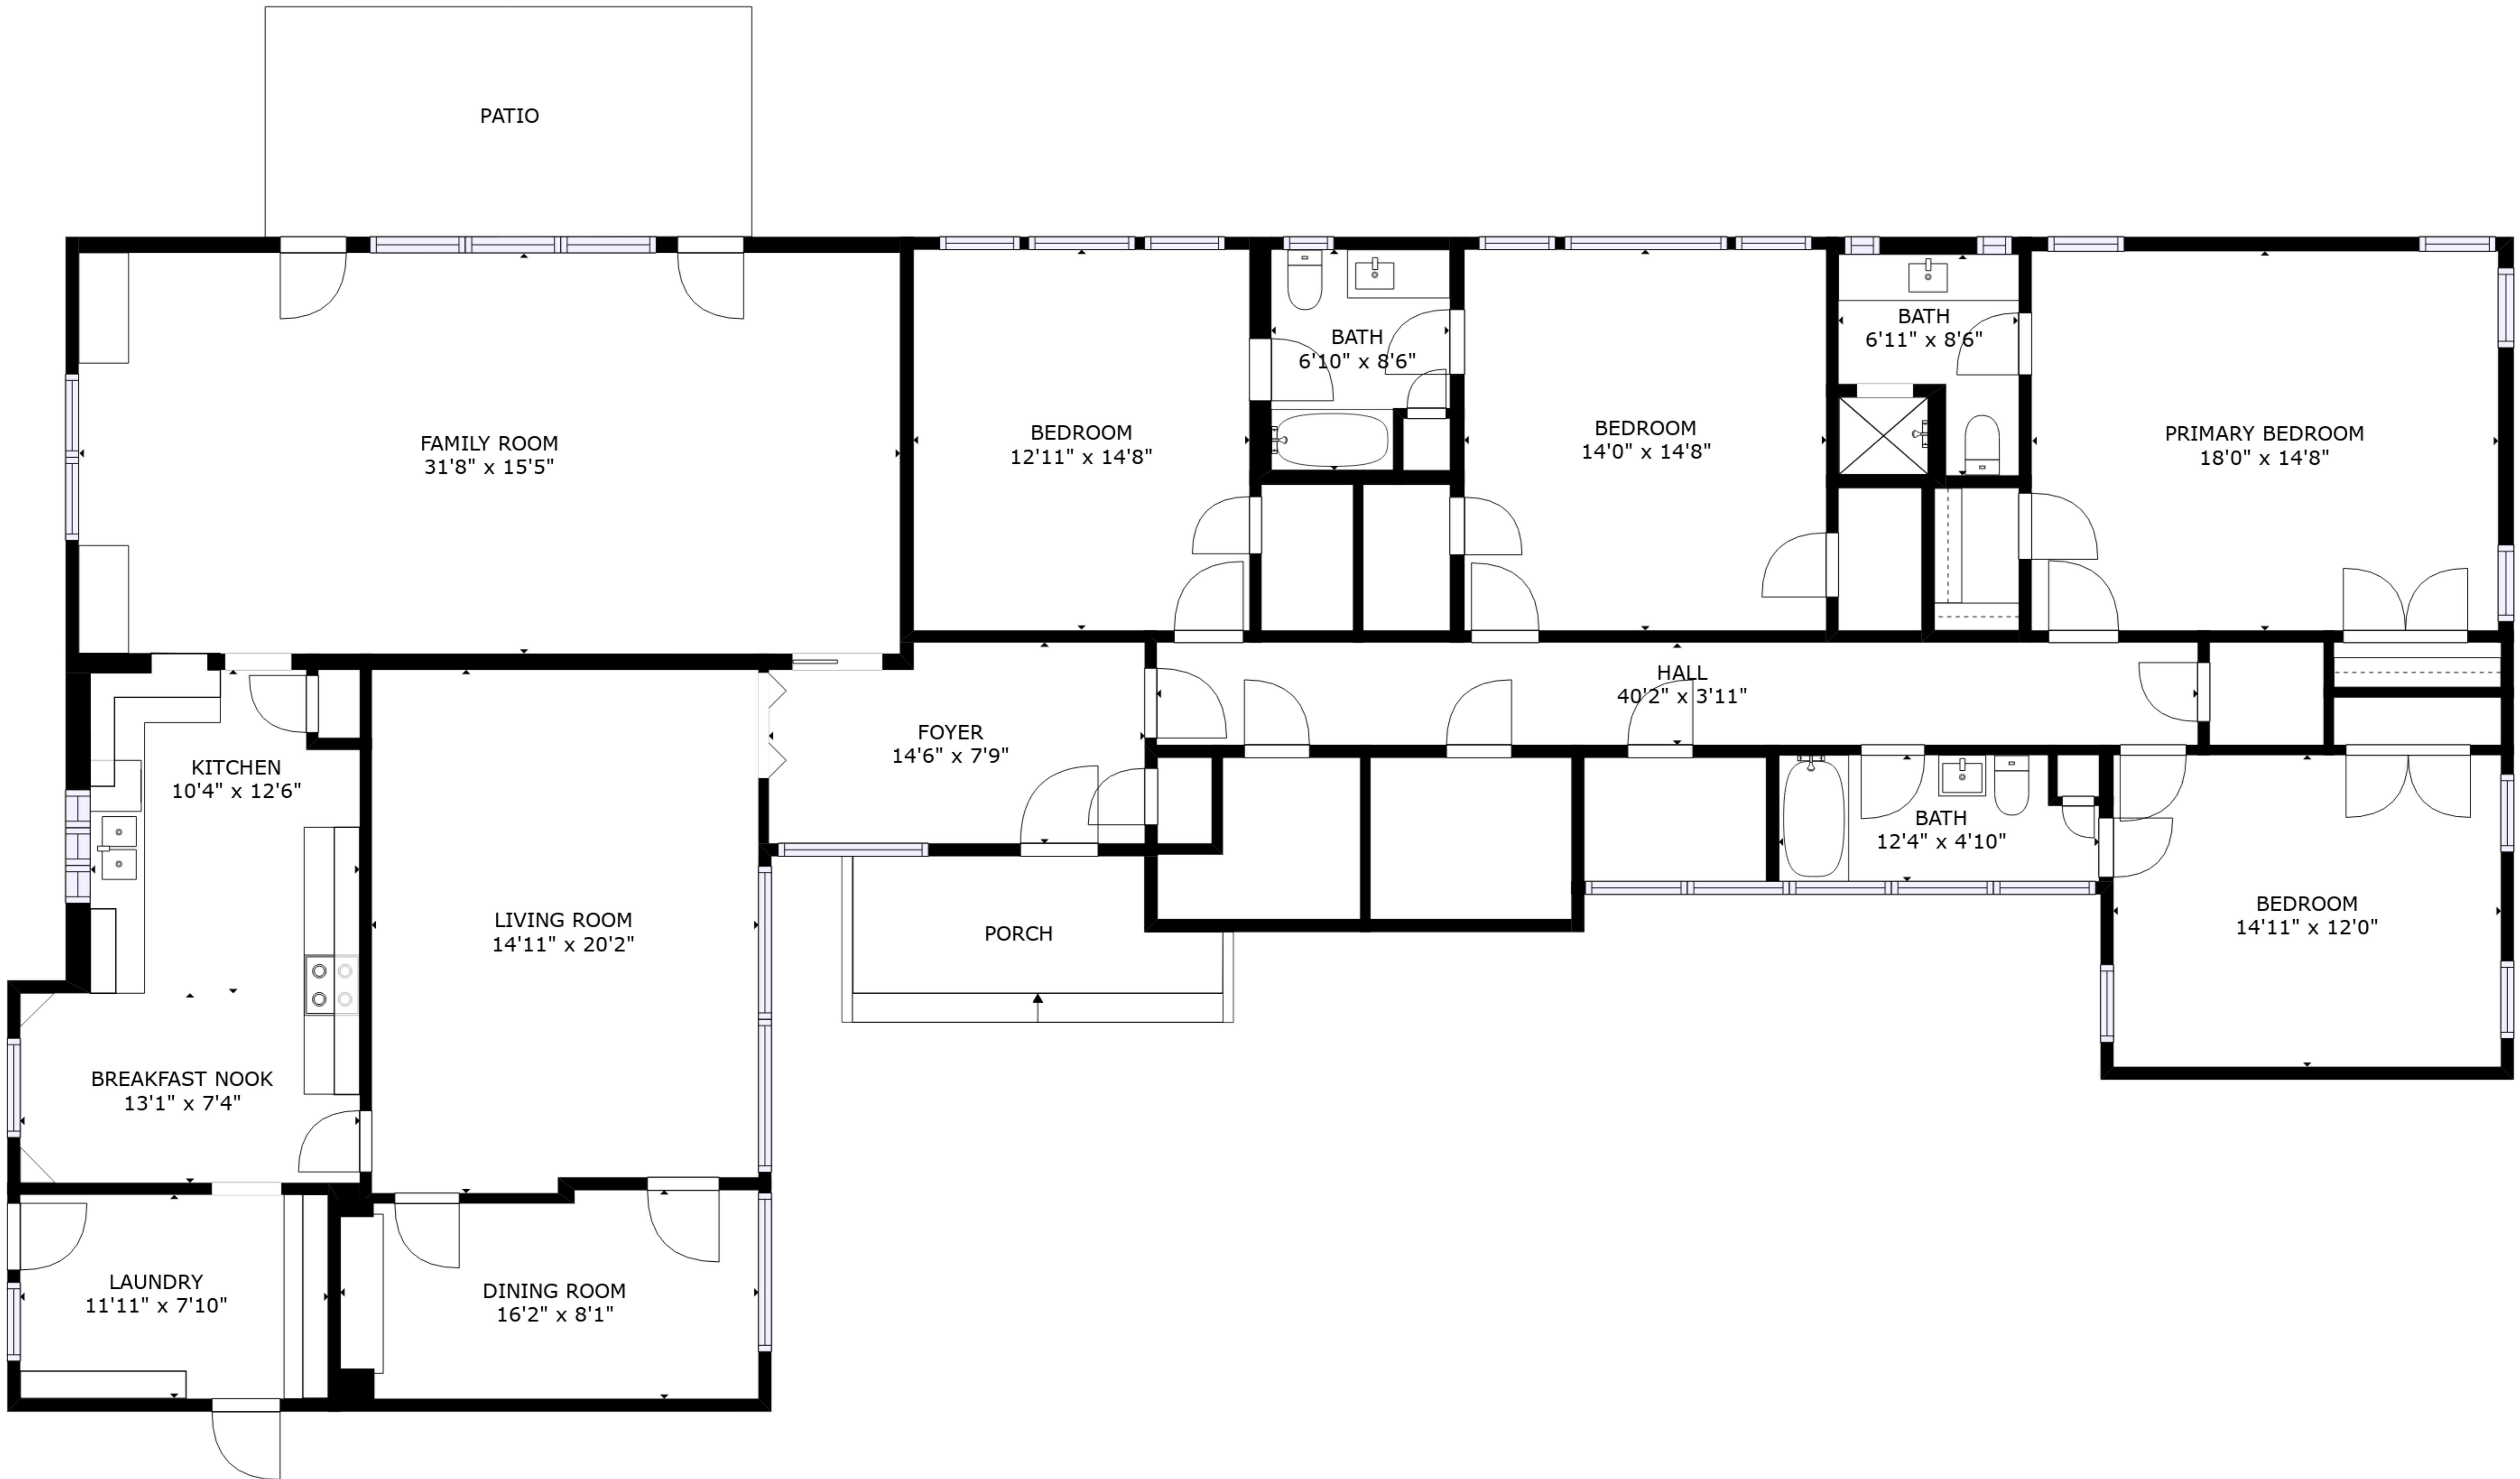 PATIO
FAMILY ROOM
31'8" x 15'5"
BEDROOM
12'11" x 14'8"
BATH
6'10" x 8'6"
BEDROOM
14'0" x 14'8"
BATH
6'11" x 8'6"
PRIMARY BEDROOM
18'0" x 14'8"
HALL
40'2" x 3'11"
FOYER
14'6" x 7'9"
KITCHEN
10'4" x 12'6"
LIVING ROOM
14'11" x 20'2"
PORCH
BATH
12'4" x 4'10"
BEDROOM
14'11" x 12'0"
BREAKFAST NOOK
13'1" x 7'4"
LAUNDRY
11'11" x 7'10"
DINING ROOM
16'2" x 8'1"